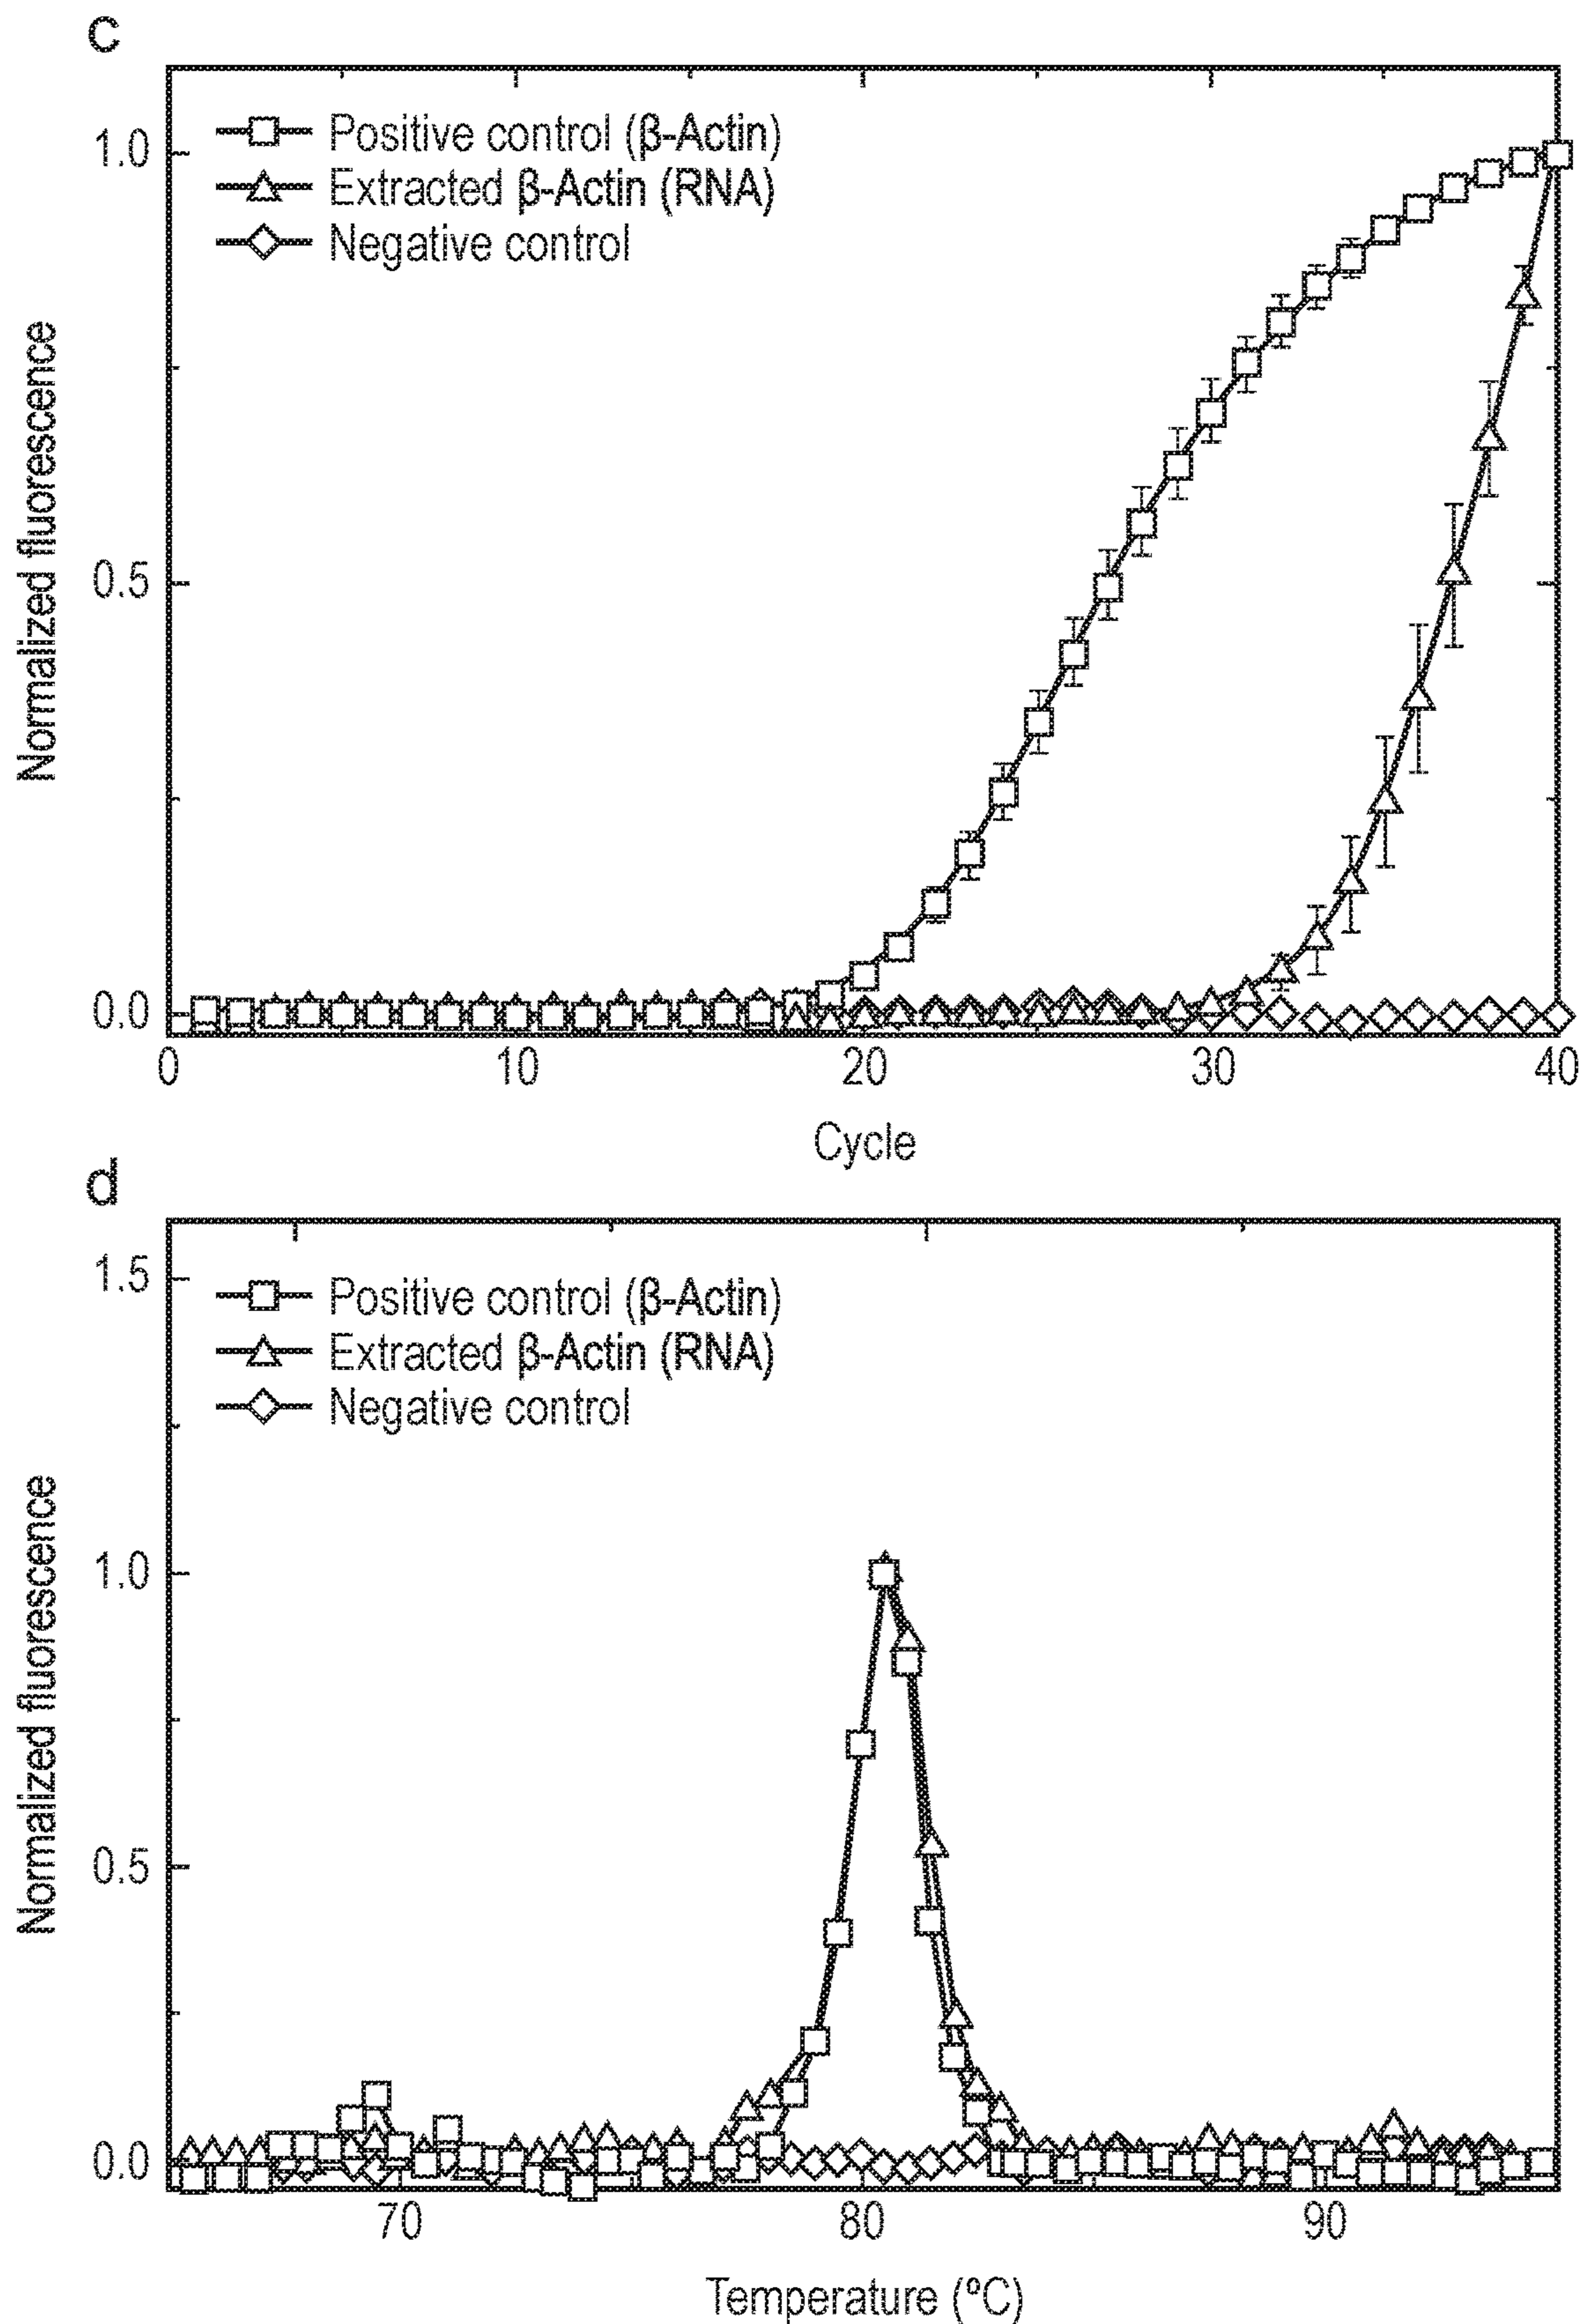 c
1.0
Positive control (β-Actin)
Extracted β-Actin (RNA)
Negative control
Normalized fluorescence
0.5
0.0
0 10 20 30 40
Cycle
d
1.5
Positive control (β-Actin)
Extracted β-Actin (RNA)
Negative control
Normalized fluorescence
1.0
0.5
0.0
70 80 90
Temperature (ºC)